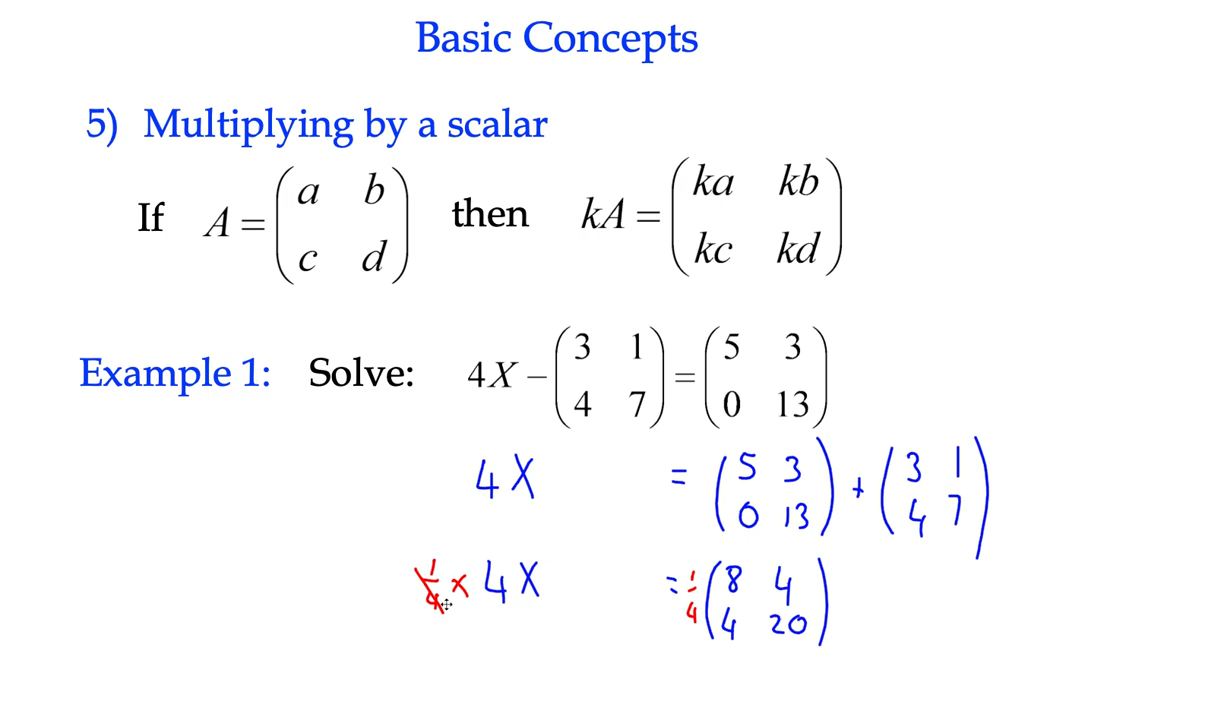 Basic Concepts
5) Multiplying by a scalar
If A = (a b
c d) then kA = (ka kb
kc kd)
Example 1: Solve: 4X − (3 1
4 7) = (5 3
0 13)
4X = (5 3
0 13) + (3 1
4 7)
1/4 × 4X = 1/4 (8 4
4 20)